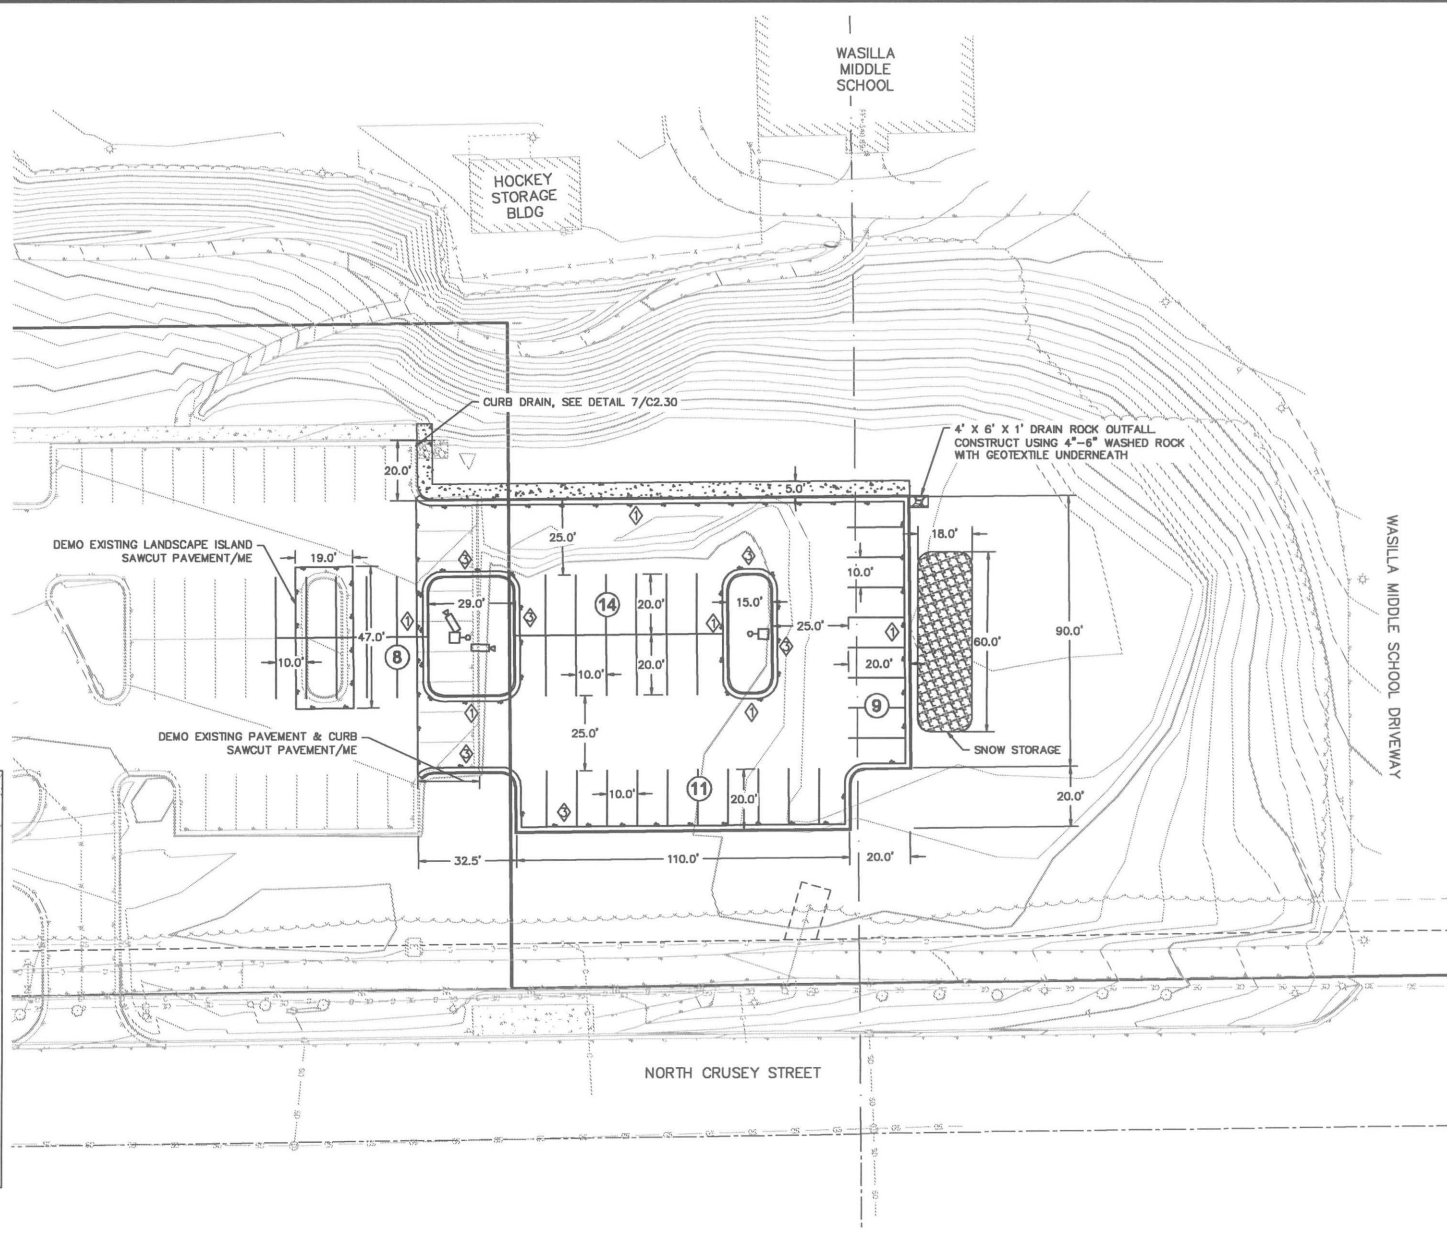 WASILLA
MIDDLE
SCHOOL
HOCKEY
STORAGE
BLDG
CURB DRAIN, SEE DETAIL 7/C2.30
4' X 6' X 1' DRAIN ROCK OUTFALL
CONSTRUCT USING 4"-6" WASHED ROCK
WITH GEOTEXTILE UNDERNEATH
20.0'
5.0'
DEMO EXISTING LANDSCAPE ISLAND
SAWCUT PAVEMENT/ME
19.0'
25.0'
18.0'
10.0'
1
3
3
29.0'
14
20.0'
15.0'
25.0'
1
3
1
3
1
47.0'
8
10.0'
10.0'
20.0'
20.0'
60.0'
90.0'
WASILLA MIDDLE SCHOOL DRIVEWAY
1
1
9
DEMO EXISTING PAVEMENT & CURB
SAWCUT PAVEMENT/ME
3
25.0'
SNOW STORAGE
10.0'
11
20.0'
20.0'
3
32.5'
110.0'
20.0'
NORTH CRUSEY STREET